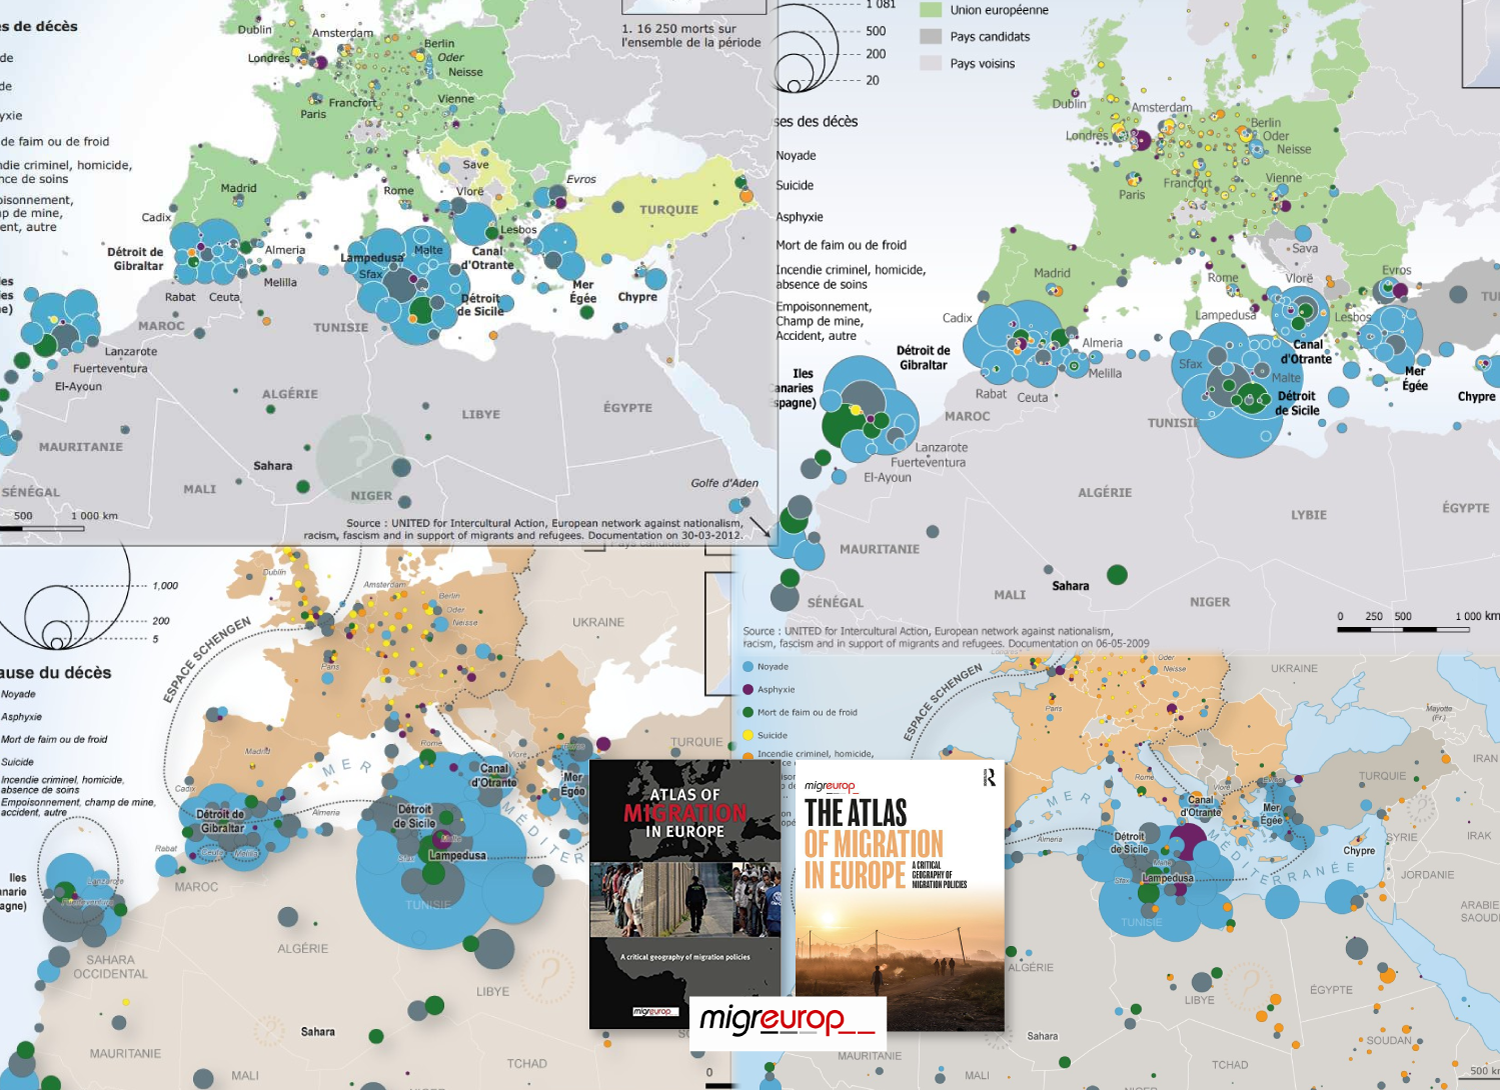 es de décès
de
de
yxie
de faim ou de froid
ndie criminel, homicide,
nce de soins
poisonnement,
mp de mine,
ent, autre
1. 16 250 morts sur
l'ensemble de la période
Dublin
Amsterdam
Londres
Berlin
Oder
Neisse
Francfort
Paris
Vienne
Save
Madrid
Rome
Vlorë
Evros
TURQUIE
Cadix
Lesbos
Détroit de
Gibraltar
Almeria
Lampedusa
Malte
Canal
d'Otrante
Sfax
Melilla
Rabat
Ceuta
Détroit
de Sicile
Mer
Égée
Chypre
les
ies
e)
MAROC
TUNISIE
Lanzarote
Fuerteventura
El-Ayoun
ALGÉRIE
LIBYE
ÉGYPTE
MAURITANIE
?
Sahara
SÉNÉGAL
MALI
NIGER
Golfe d'Aden
500
1 000 km
Source : UNITED for Intercultural Action, European network against nationalism,
racism, fascism and in support of migrants and refugees. Documentation on 30-03-2012.
1 081
500
200
20
Union européenne
Pays candidats
Pays voisins
ses des décès
Noyade
Suicide
Asphyxie
Mort de faim ou de froid
Incendie criminel, homicide,
absence de soins
Empoisonnement,
Champ de mine,
Accident, autre
Dublin
Amsterdam
Londres
Berlin
Oder
Neisse
Francfort
Paris
Vienne
Sava
Madrid
Rome
Vlorë
Evros
TU
Cadix
Lampedusa
Lesbos
Détroit de
Gibraltar
Almeria
Canal
d'Otrante
Sfax
Melilla
Malte
Mer
Égée
Iles
anaries
spagne)
Rabat
Ceuta
Détroit
de Sicile
Chypre
MAROC
TUNISIE
Lanzarote
Fuerteventura
El-Ayoun
ALGÉRIE
LYBIE
ÉGYPTE
MAURITANIE
Sahara
SÉNÉGAL
MALI
NIGER
0 250 500 1 000 km
Source : UNITED for Intercultural Action, European network against nationalism,
racism, fascism and in support of migrants and refugees. Documentation on 06-05-2009
Pays candidats
1,000
200
5
ause du décès
Noyade
Asphyxie
Mort de faim ou de froid
Suicide
Incendie criminel, homicide,
absence de soins
Empoisonnement, champ de mine,
accident, autre
ESPACE SCHENGEN
Dublin
Amsterdam
Berlin
Oder
Neisse
UKRAINE
Paris
Madrid
Rome
Vlore
TURQUIE
MER
MÉDITER
Cadix
Canal
d'Otrante
Mer
Égée
Détroit de
Gibraltar
Almeria
Détroit
de Sicile
Malte
Rabat
Ceuta
Melilla
Sfax
Lampedusa
Iles
anarie
agne)
Lanzarote
Fuerteventura
MAROC
TUNISIE
ALGÉRIE
SAHARA
OCCIDENTAL
LIBYE
?
Sahara
MAURITANIE
MALI
TCHAD
0
Noyade
Asphyxie
Mort de faim ou de froid
Suicide
Incendie criminel, homicide,
ESPACE SCHENGEN
Oder
Neisse
UKRAINE
Paris
Mayotte
(Fr.)
Rome
Vlore
Evros
TURQUIE
IRAN
MER
MÉDITERRANÉE
Canal
d'Otrante
Mer
Égée
Almeria
Détroit
de Sicile
Malte
Chypre
SYRIE
IRAK
Sfax
Lampedusa
JORDANIE
TUNISIE
ARABIE
SAOUDI
ALGÉRIE
LIBYE
?
ÉGYPTE
Sahara
SOUDAN
MAURITANIE
MALI
TCHAD
500 km
ATLAS OF
MIGRATION
IN EUROPE
A critical geography of migration policies
migreurop
migreurop
THE ATLAS
OF MIGRATION
IN EUROPE
A CRITICAL
GEOGRAPHY OF
MIGRATION POLICIES
migreurop__